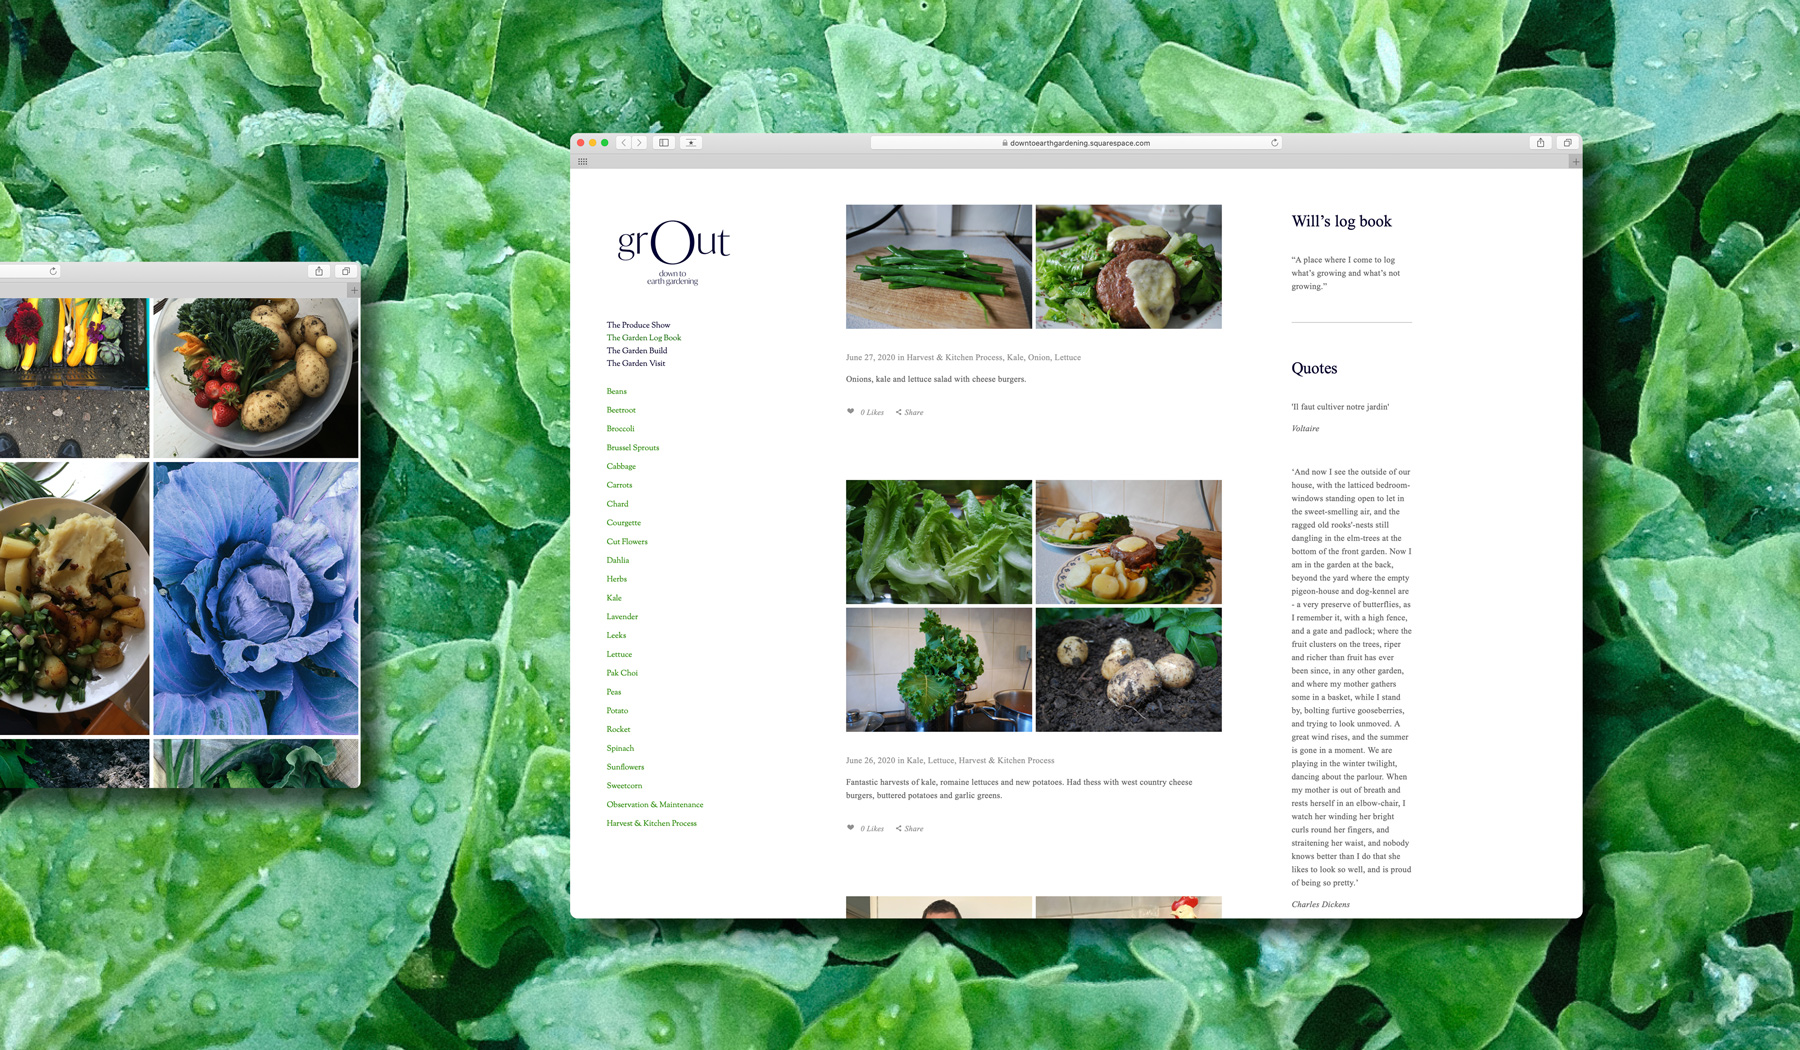 downtoearthgardening.squarespace.com
grOut
down to
earth gardening
The Produce Show
The Garden Log Book
The Garden Build
The Garden Visit
Beans
Beetroot
Broccoli
Brussel Sprouts
Cabbage
Carrots
Chard
Courgette
Cut Flowers
Dahlia
Herbs
Kale
Lavender
Leeks
Lettuce
Pak Choi
Peas
Potato
Rocket
Spinach
Sunflowers
Sweetcorn
Observation & Maintenance
Harvest & Kitchen Process
June 27, 2020 in Harvest & Kitchen Process, Kale, Onion, Lettuce
Onions, kale and lettuce salad with cheese burgers.
0 Likes Share
June 26, 2020 in Kale, Lettuce, Harvest & Kitchen Process
Fantastic harvests of kale, romaine lettuces and new potatoes. Had thess with west country cheese
burgers, buttered potatoes and garlic greens.
0 Likes Share
Will’s log book
“A place where I come to log
what’s growing and what’s not
growing.”
Quotes
'Il faut cultiver notre jardin'
Voltaire
‘And now I see the outside of our
house, with the latticed bedroom-
windows standing open to let in
the sweet-smelling air, and the
ragged old rooks'-nests still
dangling in the elm-trees at the
bottom of the front garden. Now I
am in the garden at the back,
beyond the yard where the empty
pigeon-house and dog-kennel are
- a very preserve of butterflies, as
I remember it, with a high fence,
and a gate and padlock; where the
fruit clusters on the trees, riper
and richer than fruit has ever
been since, in any other garden,
and where my mother gathers
some in a basket, while I stand
by, bolting furtive gooseberries,
and trying to look unmoved. A
great wind rises, and the summer
is gone in a moment. We are
playing in the winter twilight,
dancing about the parlour. When
my mother is out of breath and
rests herself in an elbow-chair, I
watch her winding her bright
curls round her fingers, and
straitening her waist, and nobody
knows better than I do that she
likes to look so well, and is proud
of being so pretty.’
Charles Dickens